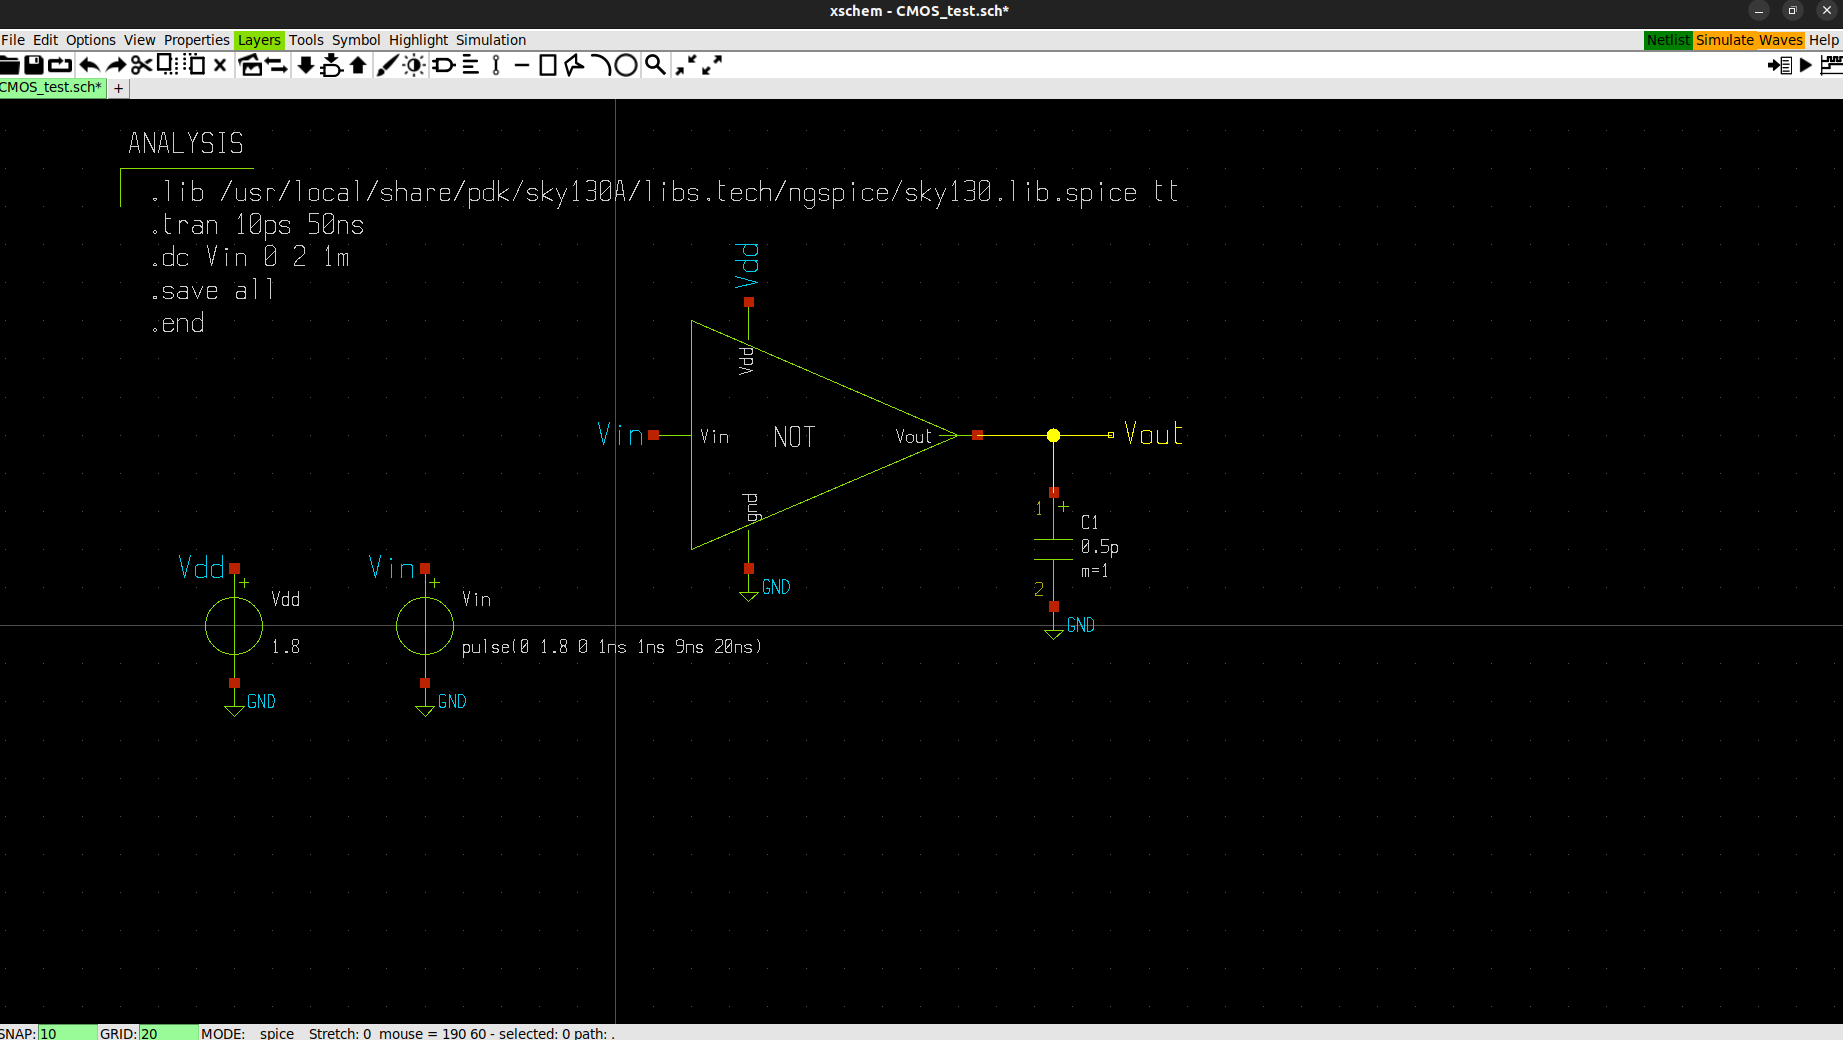 xschem - CMOS_test.sch*
File Edit Options View Properties Layers Tools Symbol Highlight Simulation Netlist Simulate Waves Help
CMOS_test.sch* +
ANALYSIS
.lib /usr/local/share/pdk/sky130A/libs.tech/ngspice/sky130.lib.spice tt
.tran 10ps 50ns
.dc Vin 0 2 1m
.save all
.end
Vdd
Vdd
Vin
Vin
NOT
Vout
Vout
gnd
GND
1
+
C1
0.5p
m=1
2
GND
Vdd
+
Vdd
1.8
GND
Vin
+
Vin
pulse(0 1.8 0 1ns 1ns 9ns 20ns)
GND
SNAP: 10 GRID: 20 MODE: spice Stretch: 0 mouse = 190 60 - selected: 0 path: .